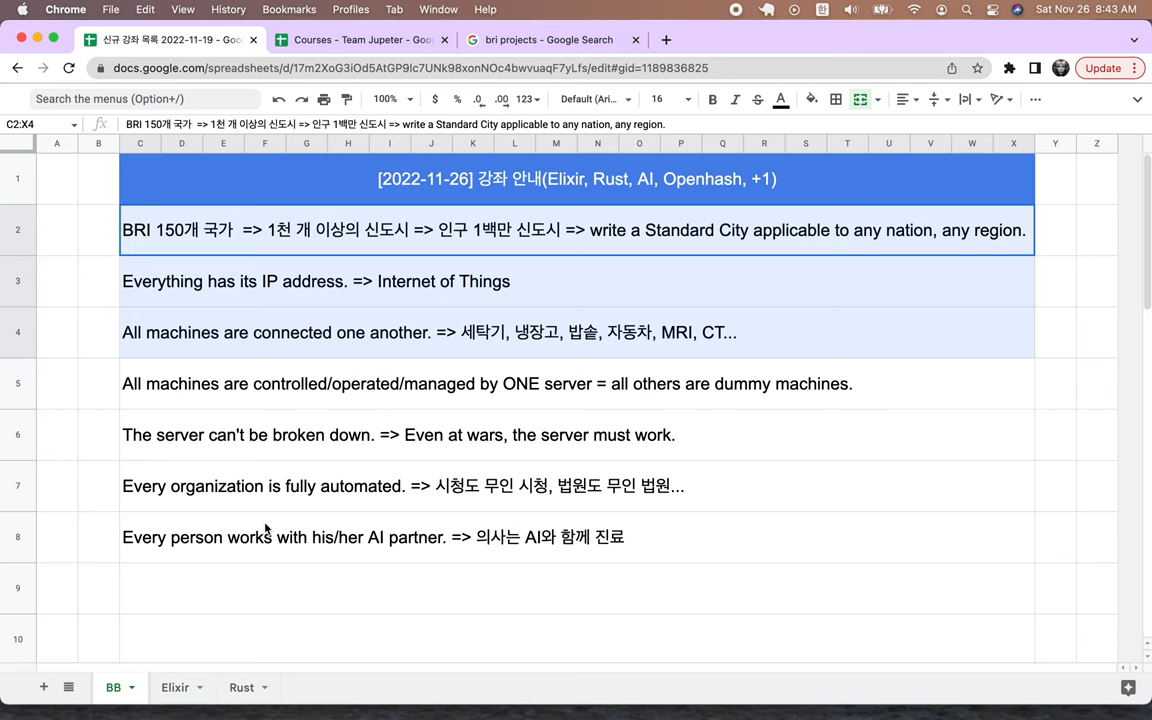 Chrome File Edit View History Bookmarks Profiles Tab Window Help 한 Sat Nov 26 8:43 AM
신규 강좌 목록 2022-11-19 - Goo Courses - Team Jupeter - Goo bri projects - Google Search
docs.google.com/spreadsheets/d/17m2XoG3iOd5AtGP9lc7UNk98xonNOc4bwvuaqF7yLfs/edit#gid=1189836825 Update
Search the menus (Option+/) 100% $ % .0 .00 123 Default (Ari... 16 B I S A
C2:X4 fx BRI 150개 국가 => 1천 개 이상의 신도시 => 인구 1백만 신도시 => write a Standard City applicable to any nation, any region.
A B C D E F G H I J K L M N O P Q R S T U V W X Y Z
1 [2022-11-26] 강좌 안내(Elixir, Rust, AI, Openhash, +1)
2 BRI 150개 국가 => 1천 개 이상의 신도시 => 인구 1백만 신도시 => write a Standard City applicable to any nation, any region.
3 Everything has its IP address. => Internet of Things
4 All machines are connected one another. => 세탁기, 냉장고, 밥솥, 자동차, MRI, CT...
5 All machines are controlled/operated/managed by ONE server = all others are dummy machines.
6 The server can't be broken down. => Even at wars, the server must work.
7 Every organization is fully automated. => 시청도 무인 시청, 법원도 무인 법원...
8 Every person works with his/her AI partner. => 의사는 AI와 함께 진료
9
10
BB Elixir Rust